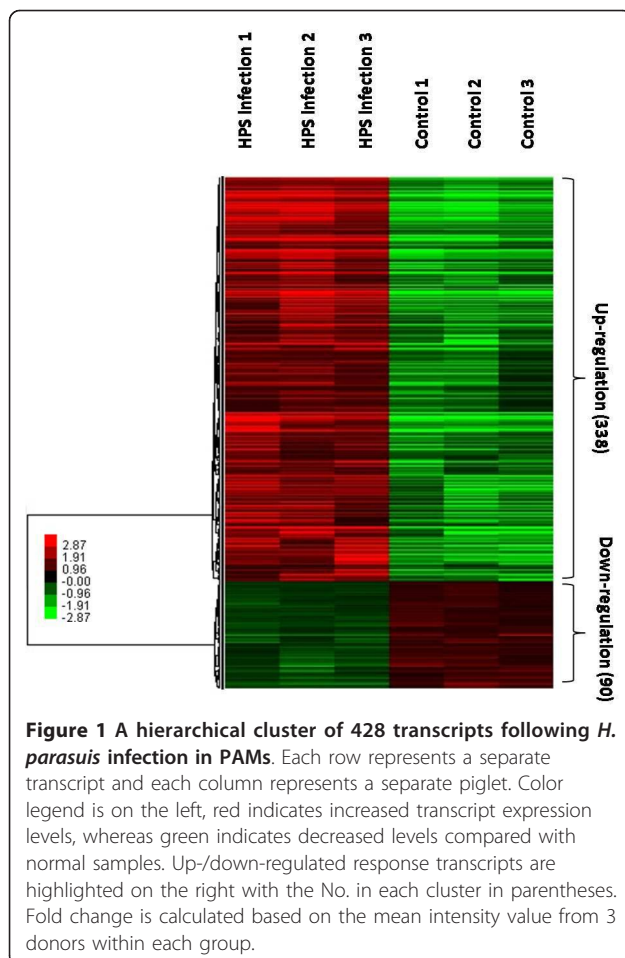 HPS infection 1
HPS infection 2
HPS infection 3
Control 1
Control 2
Control 3
Up-regulation (338)
Down-regulation (90)
2.87
1.91
0.96
-0.00
-0.96
-1.91
-2.87
Figure 1 A hierarchical cluster of 428 transcripts following H.
parasuis infection in PAMs. Each row represents a separate
transcript and each column represents a separate piglet. Color
legend is on the left, red indicates increased transcript expression
levels, whereas green indicates decreased levels compared with
normal samples. Up-/down-regulated response transcripts are
highlighted on the right with the No. in each cluster in parentheses.
Fold change is calculated based on the mean intensity value from 3
donors within each group.